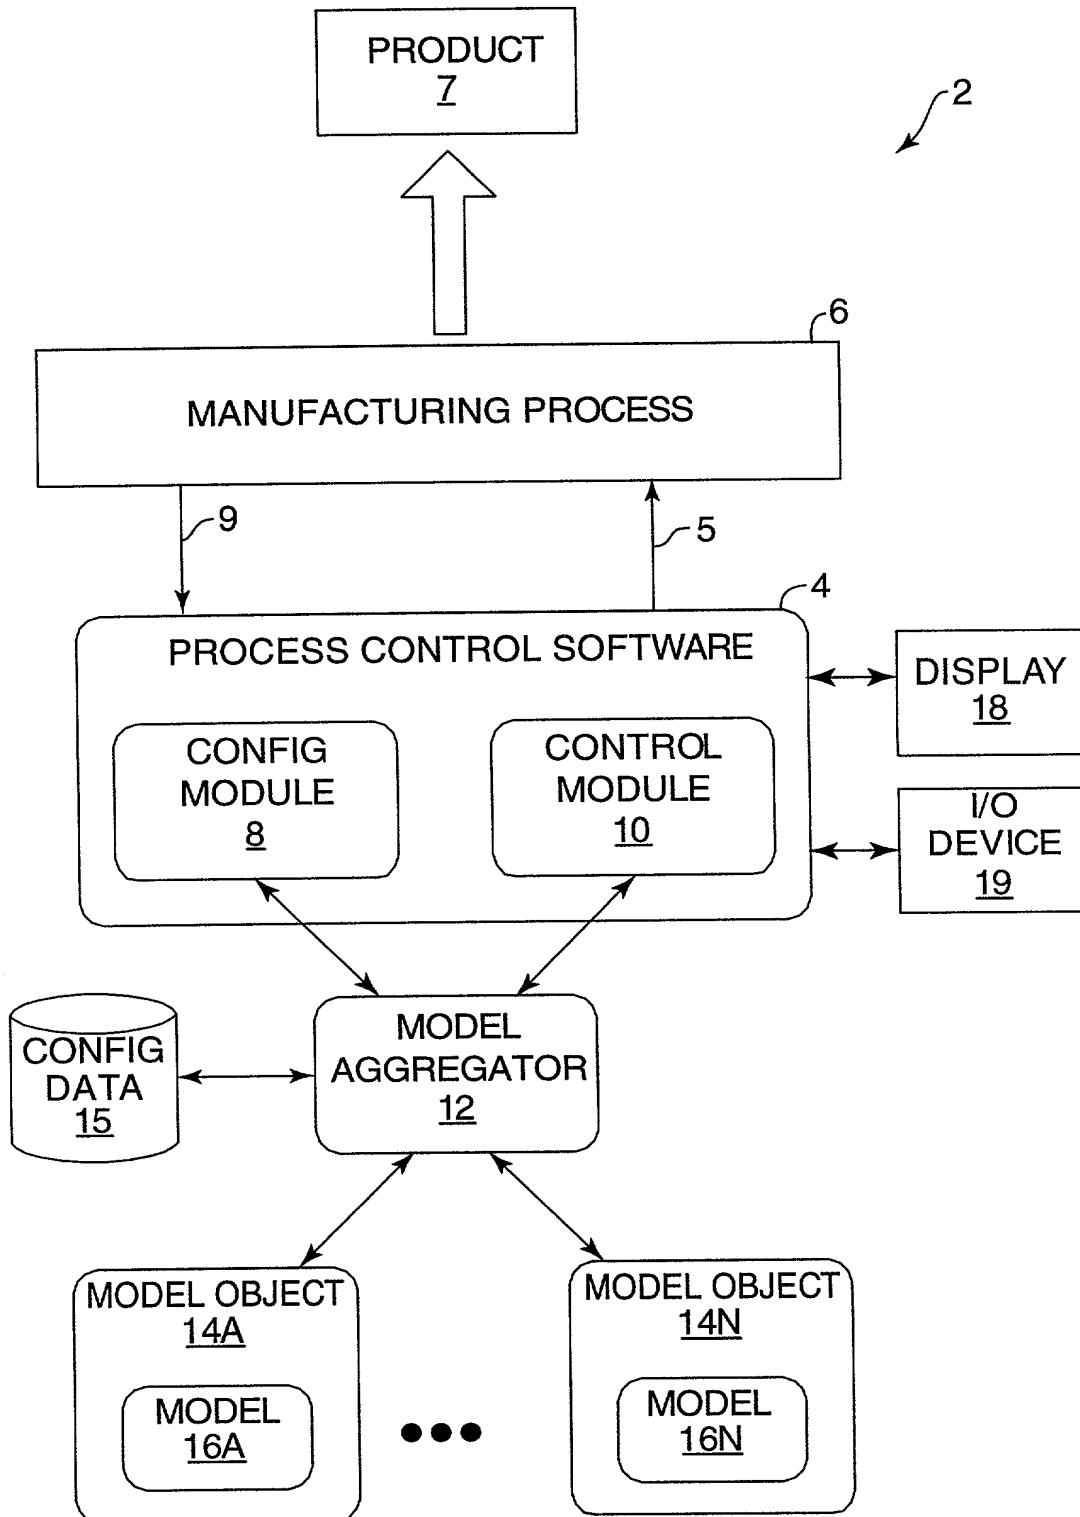 PRODUCT
7
2
6
MANUFACTURING PROCESS
9
5
4
PROCESS CONTROL SOFTWARE
CONFIG
MODULE
8
CONTROL
MODULE
10
DISPLAY
18
I/O
DEVICE
19
CONFIG
DATA
15
MODEL
AGGREGATOR
12
MODEL OBJECT
14A
MODEL
16A
MODEL OBJECT
14N
MODEL
16N